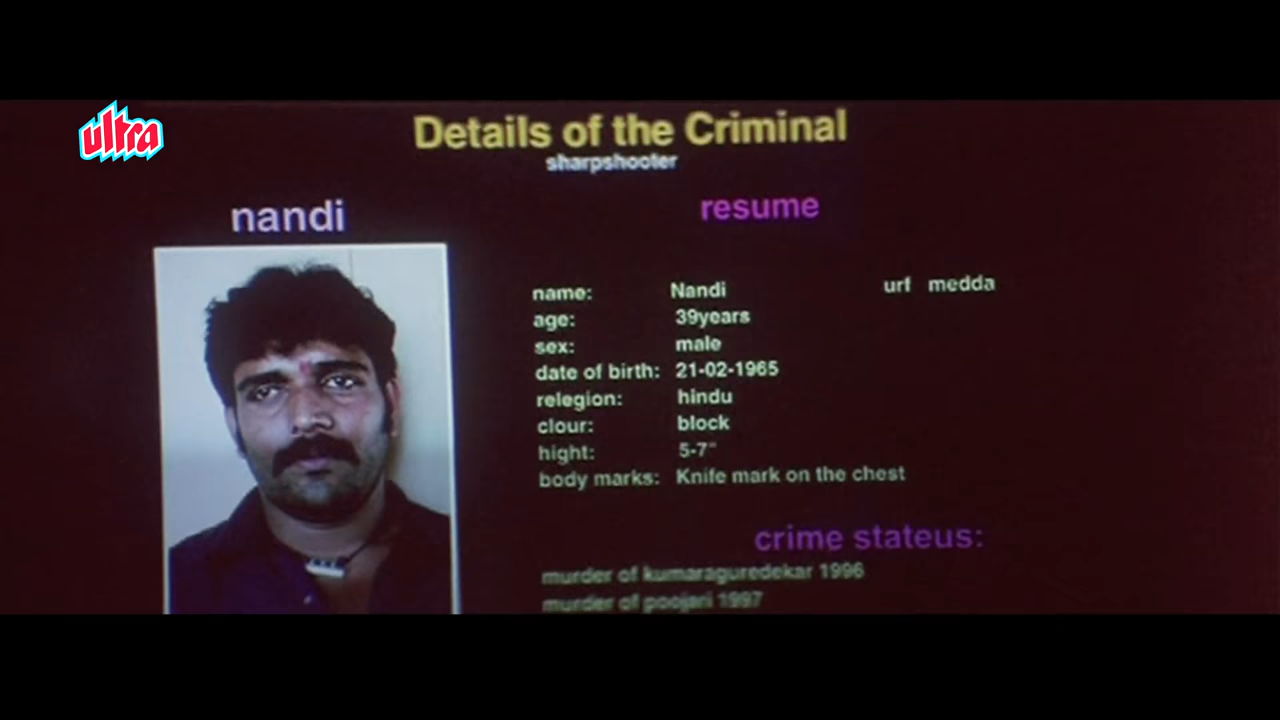 ultra
Details of the Criminal
sharpshooter
nandi
resume
name: Nandi urf medda
age: 39years
sex: male
date of birth: 21-02-1965
relegion: hindu
clour: block
hight: 5-7"
body marks: Knife mark on the chest
crime stateus:
murder of kumaraguredekar 1996
murder of poojari 1997